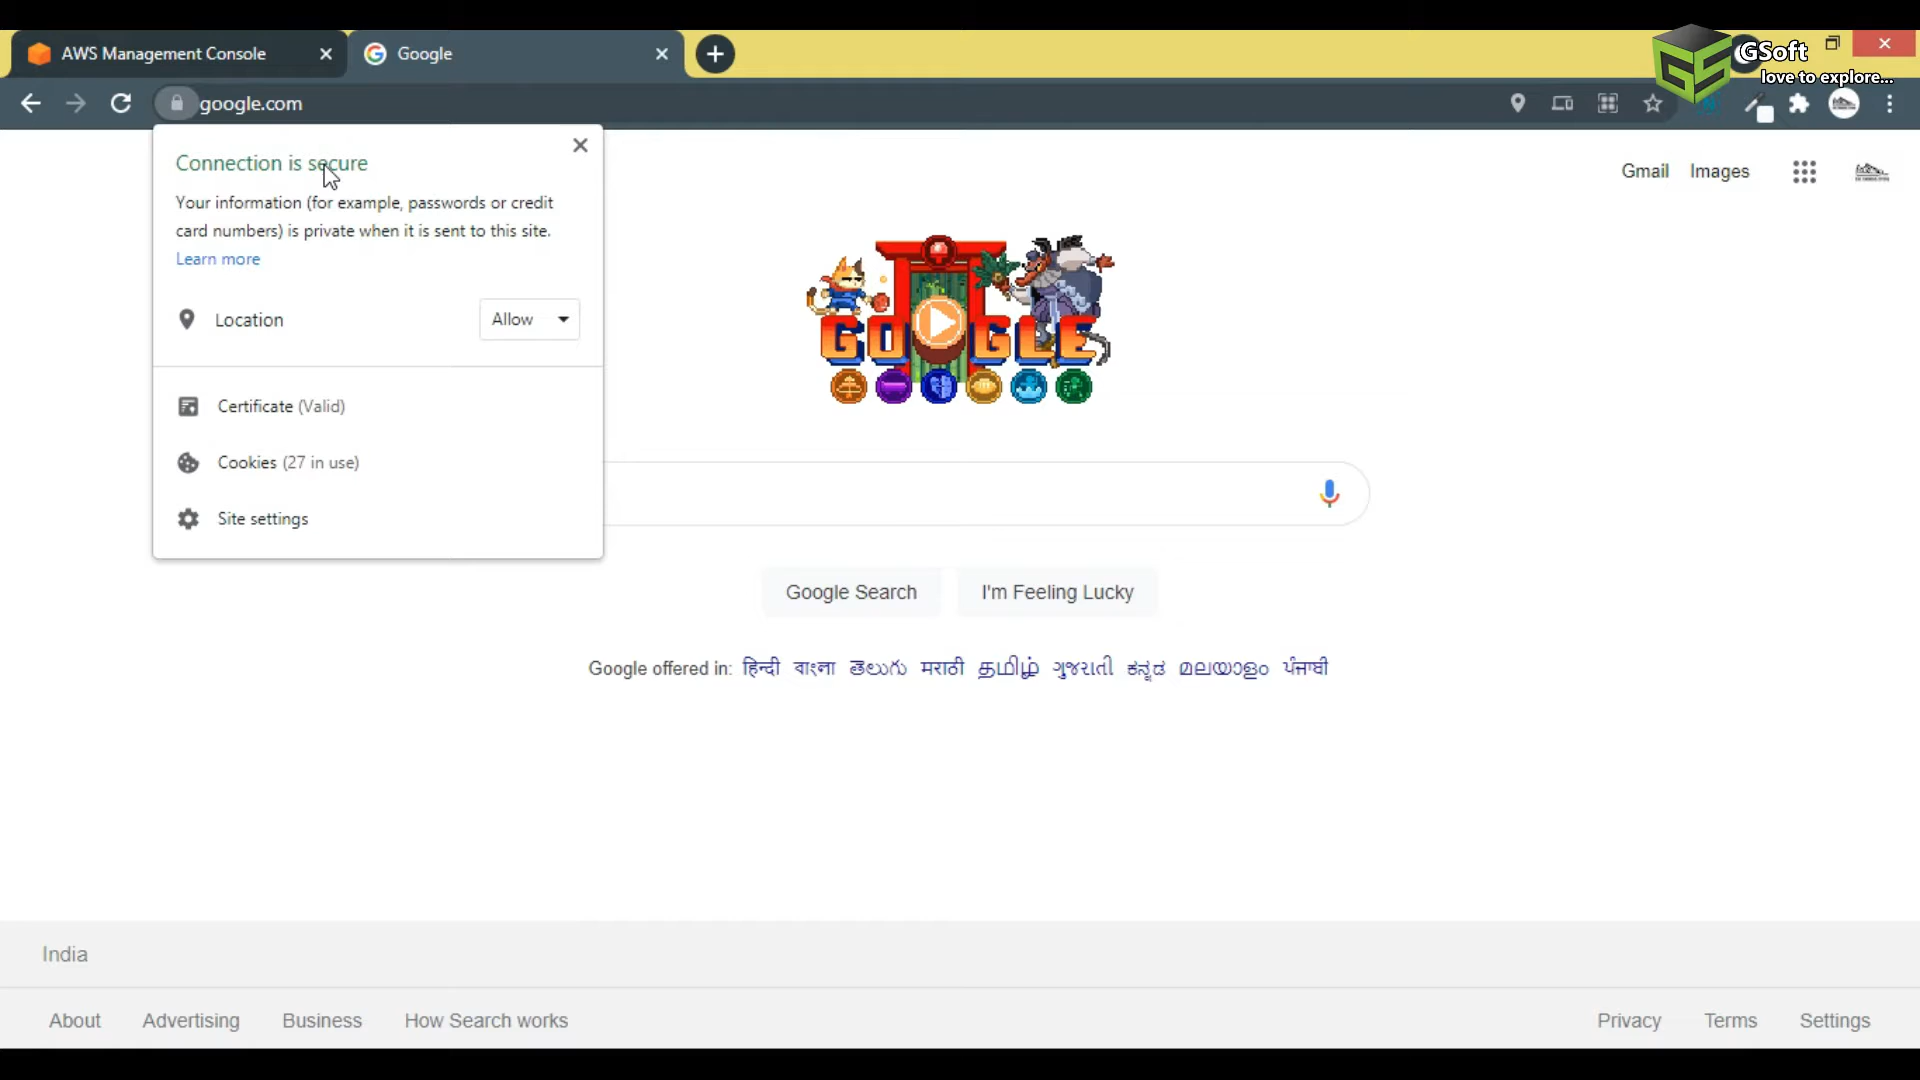 AWS Management Console
Google
GSoft
love to explore...
google.com
Connection is secure
Your information (for example, passwords or credit
card numbers) is private when it is sent to this site.
Learn more
Location
Allow
Certificate (Valid)
Cookies (27 in use)
Site settings
Gmail
Images
GOOGLE
Google Search
I'm Feeling Lucky
Google offered in: हिन्दी বাংলা తెలుగు मराठी தமிழ் ગુજરાતી ಕನ್ನಡ മലയാളം ਪੰਜਾਬੀ
India
About
Advertising
Business
How Search works
Privacy
Terms
Settings